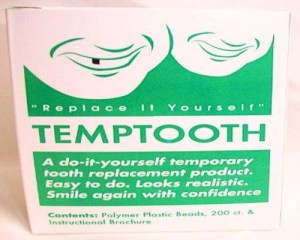 "Replace It Yourself"
TEMPTOOTH
A do-it-yourself temporary
tooth replacement product.
Easy to do. Looks realistic.
Smile again with confidence
Contents: Polymer Plastic Beads, 200 ct. &
Instructional Brochure